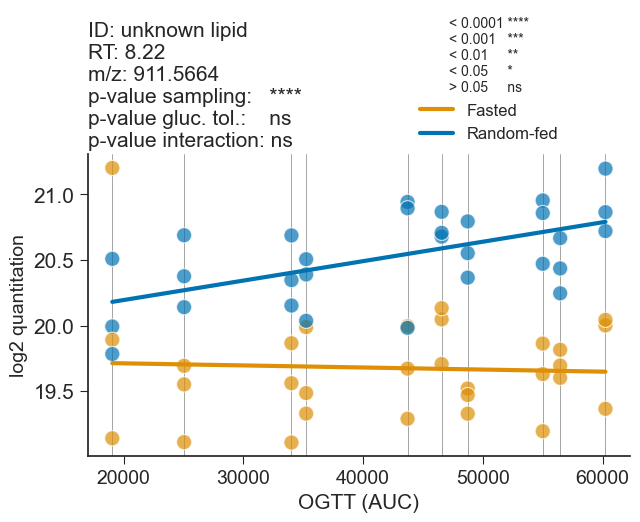 ID: unknown lipid
RT: 8.22
m/z: 911.5664
p-value sampling: ****
p-value gluc. tol.: ns
p-value interaction: ns
< 0.0001 ****
< 0.001 ***
< 0.01 **
< 0.05 *
> 0.05 ns
Fasted
Random-fed
log2 quantitation
21.0
20.5
20.0
19.5
20000 30000 40000 50000 60000
OGTT (AUC)